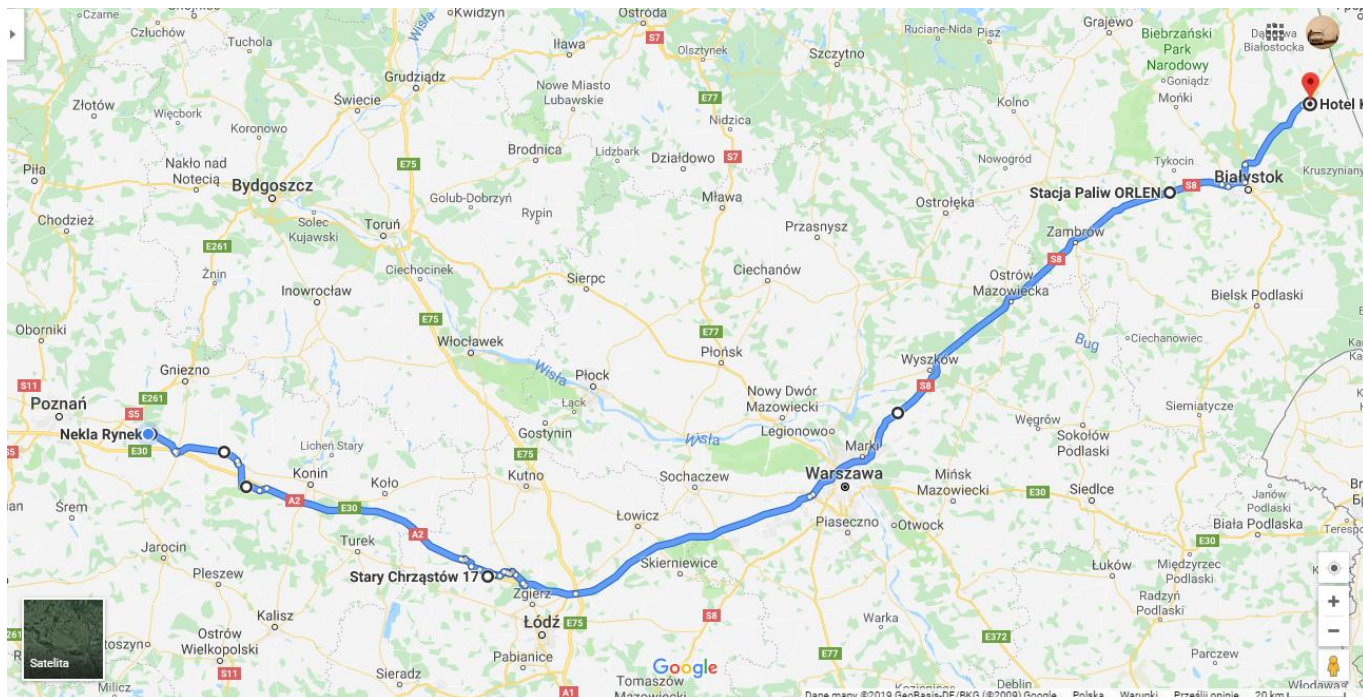 Czarne
Człuchów
Tuchola
Kwidzyn
Wisła
Ostróda
S7
Iława
Olsztynek
Szczytno
Ruciane-Nida
Pisz
Grajewo
Biebrzański
Park
Narodowy
Goniądz
Białostocka
Złotów
Więcbork
Koronowo
Świecie
Grudziądz
Nowe Miasto
Lubawskie
E77
Nidzica
Kolno
Mońki
Hotel
Piła
Nakło nad
Notecią
Bydgoszcz
E75
Brodnica
Lidzbark
Działdowo
S7
Nowogród
Tykocin
S8
Białystok
Kruszyniany
Chodzież
Solec
Kujawski
Toruń
Golub-Dobrzyń
Rypin
Mława
Ostrołęka
Stacja Paliw ORLEN
E261
Przasnysz
Zambrów
S8
Żnin
Ciechocinek
Inowrocław
Sierpc
Ciechanów
Ostrów
Mazowiecka
Bielsk Podlaski
Oborniki
E75
E77
Włocławek
Płońsk
Wyszków
Bug
Ciechanowiec
Gniezno
S11
E261
Poznań
S5
Nekla Rynek
E30
S5
Wisła
Płock
Łąck
Gostynin
Nowy Dwór
Mazowiecki
Legionowo
S8
Węgrów
Siemiatycze
Sokołów
Podlaski
Licheń Stary
Konin
Koło
Kutno
E75
Wisła
Sochaczew
Marki
Warszawa
Mińsk
Mazowiecki
E30
Siedlce
Janów
Podlaski
Śrem
A2
E30
Łowicz
Piaseczno
Otwock
Biała Podlaska
Jarocin
Turek
A2
E30
Pleszew
Stary Chrząstów 17
Skierniewice
Łuków
Międzyrzec
Podlaski
Kalisz
Zgierz
Łódź
E75
S8
Warka
Radzyń
Podlaski
Ostrów
Wielkopolski
E261
S11
Pabianice
Sieradz
E372
E77
Parczew
Satelita
Google
Milicz
A1
Tomaszów
Mazowiecki
Kozienice
Deblin
Włodawa
Dane mapy ©2019 GeoBasis-DE/BKG (©2009) Google Polska Warunki Prześlij opinię 20 km